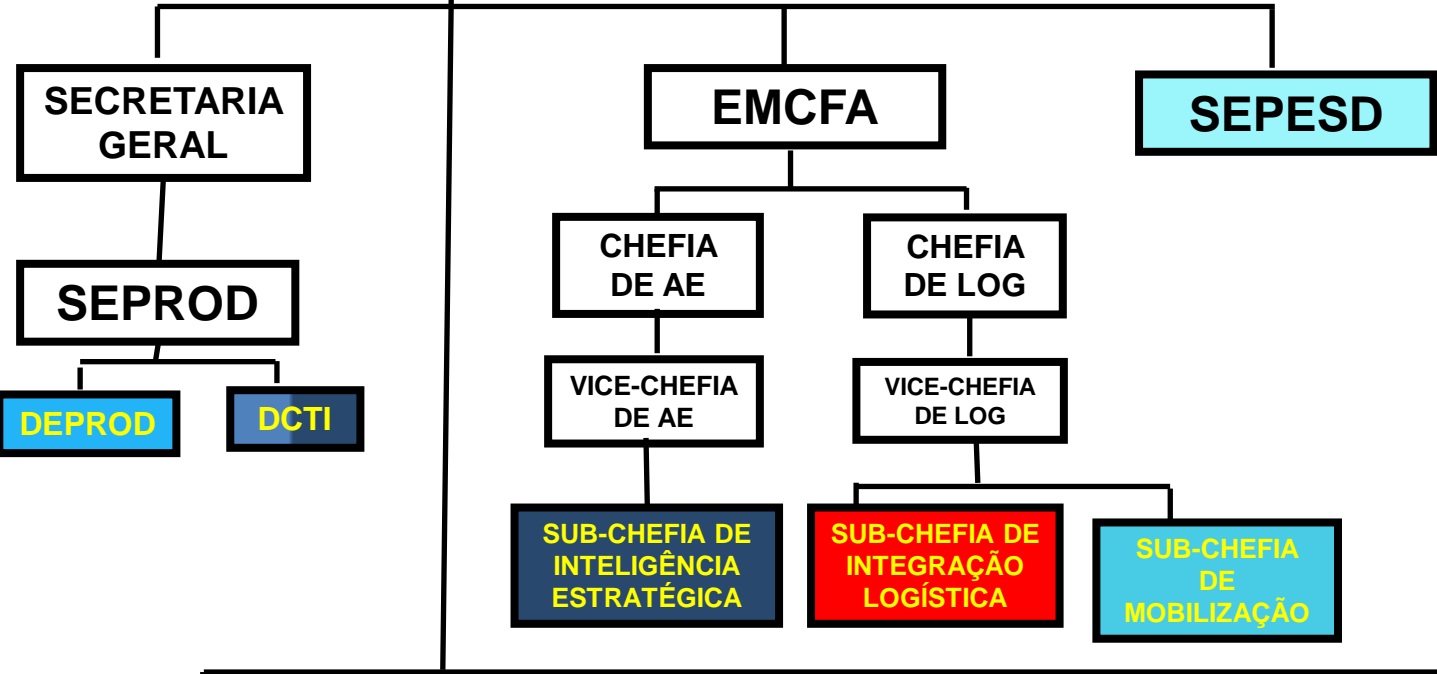 SECRETARIA
GERAL
EMCFA
SEPESD
CHEFIA
DE AE
CHEFIA
DE LOG
SEPROD
VICE-CHEFIA
DE AE
VICE-CHEFIA
DE LOG
DEPROD
DCTI
SUB-CHEFIA DE
INTELIGÊNCIA
ESTRATÉGICA
SUB-CHEFIA DE
INTEGRAÇÃO
LOGÍSTICA
SUB-CHEFIA
DE
MOBILIZAÇÃO